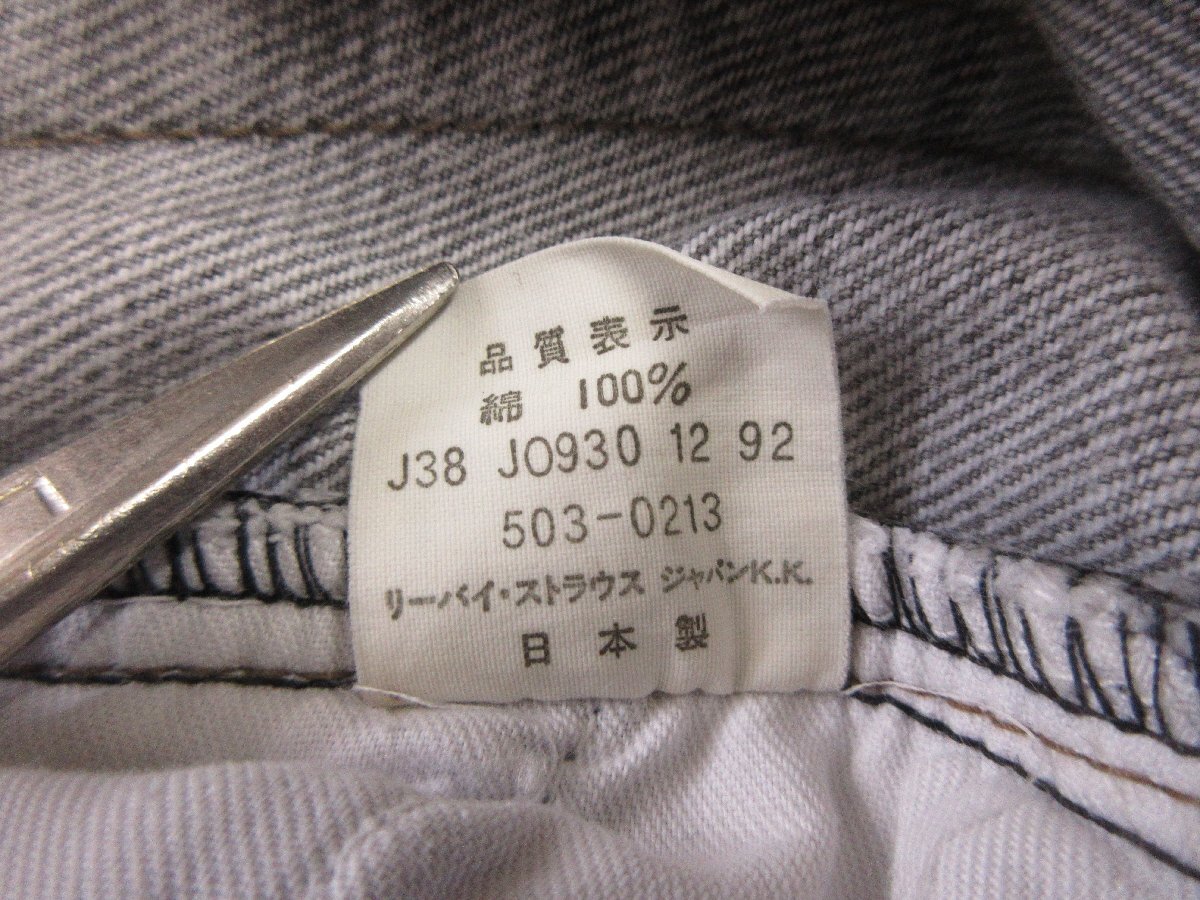 品質表示
綿 100%
J38 JO930 12 92
503-0213
リーバイ・ストラウス ジャパンK.K.
日本製